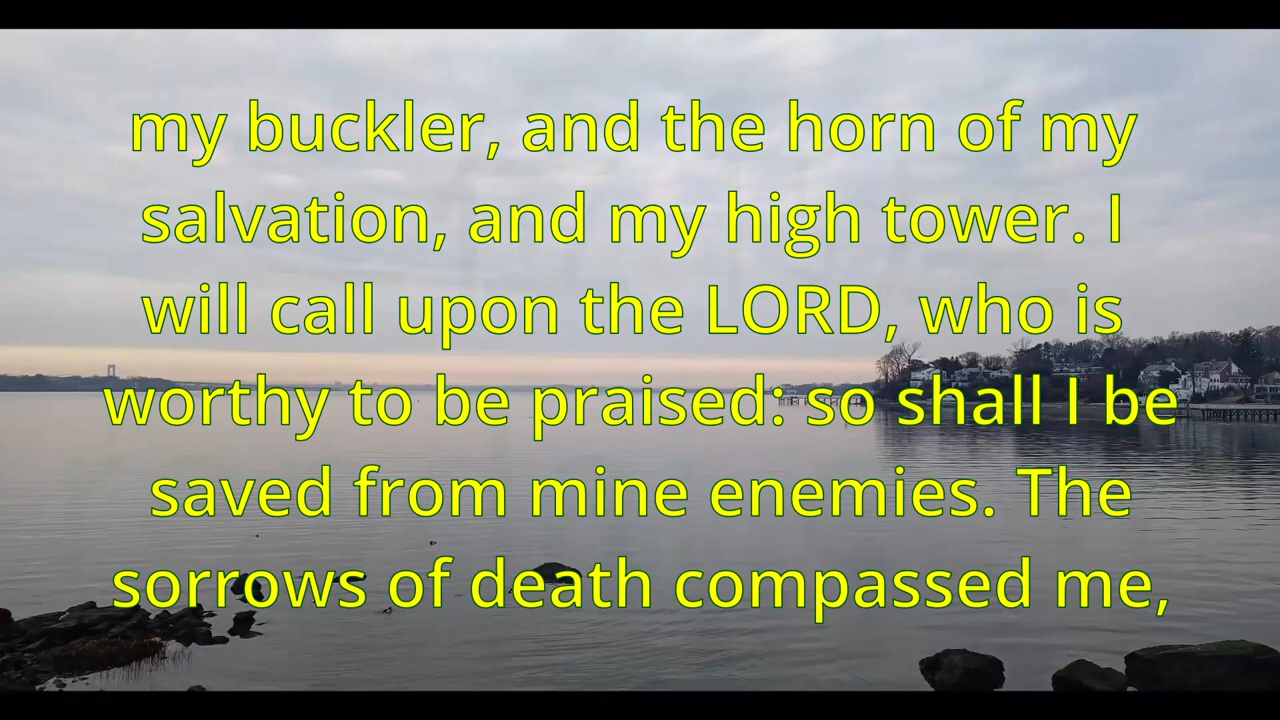 my buckler, and the horn of my
salvation, and my high tower. I
will call upon the LORD, who is
worthy to be praised: so shall I be
saved from mine enemies. The
sorrows of death compassed me,